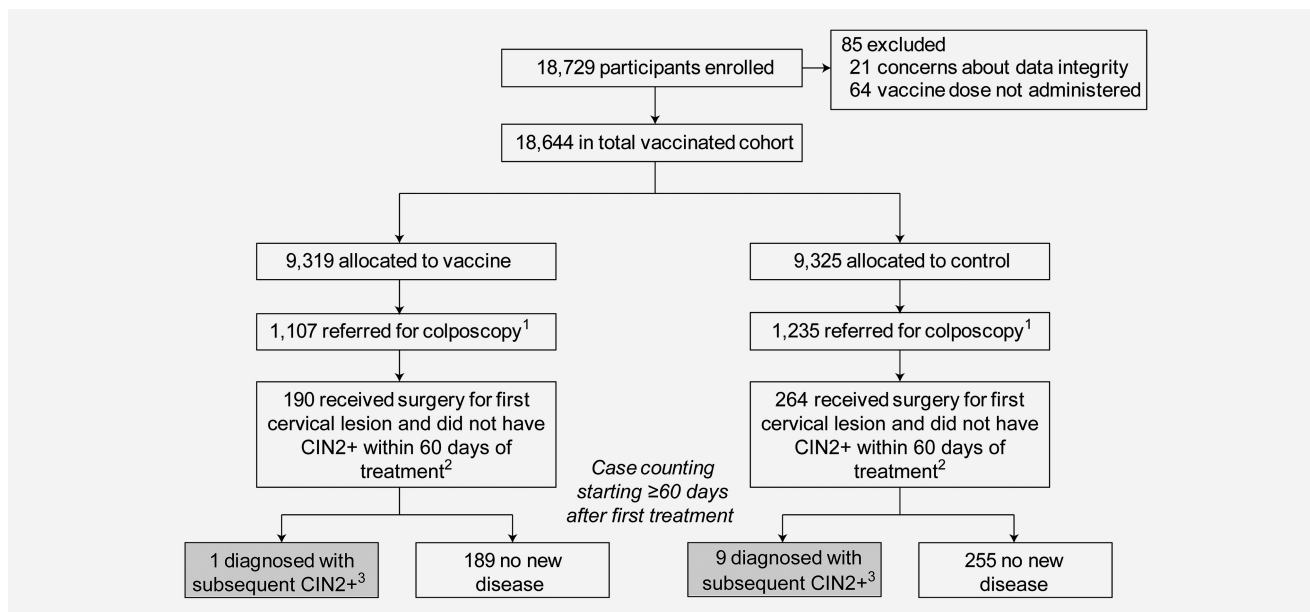 18,729 participants enrolled
85 excluded
21 concerns about data integrity
64 vaccine dose not administered
18,644 in total vaccinated cohort
9,319 allocated to vaccine
9,325 allocated to control
1,107 referred for colposcopy1
1,235 referred for colposcopy1
190 received surgery for first
cervical lesion and did not have
CIN2+ within 60 days of
treatment2
264 received surgery for first
cervical lesion and did not have
CIN2+ within 60 days of
treatment2
Case counting
starting ≥60 days
after first treatment
1 diagnosed with
subsequent CIN2+3
189 no new
disease
9 diagnosed with
subsequent CIN2+3
255 no new
disease